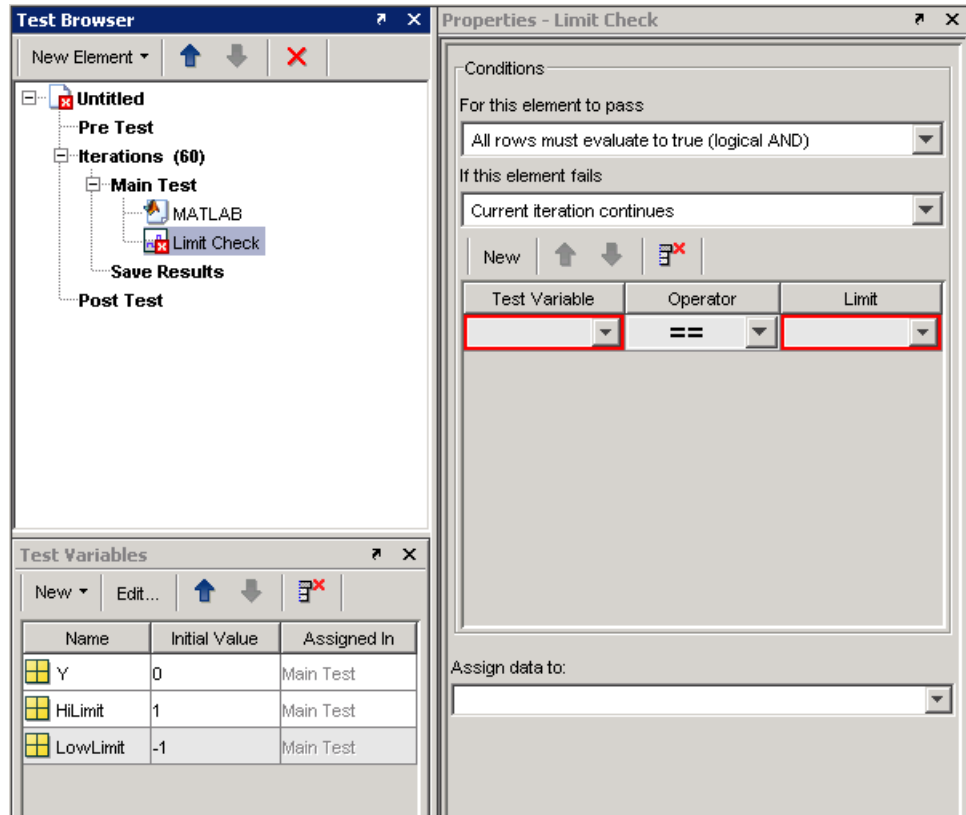 Test Browser
New Element
Untitled
Pre Test
Iterations (60)
Main Test
MATLAB
Limit Check
Save Results
Post Test
Test Variables
New Edit...
Name Initial Value Assigned In
Y 0 Main Test
HiLimit 1 Main Test
LowLimit -1 Main Test
Properties - Limit Check
Conditions
For this element to pass
All rows must evaluate to true (logical AND)
If this element fails
Current iteration continues
New
Test Variable Operator Limit
==
Assign data to: